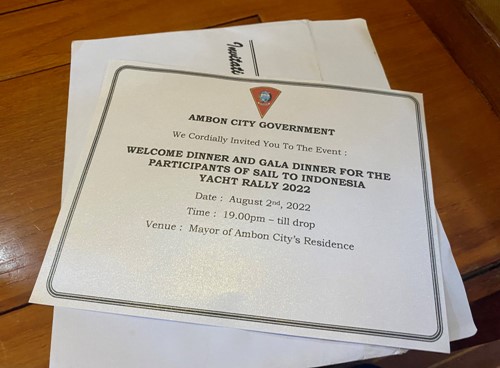 Invitati
AMBON CITY GOVERNMENT
We Cordially Invited You To The Event :
WELCOME DINNER AND GALA DINNER FOR THE
PARTICIPANTS OF SAIL TO INDONESIA
YACHT RALLY 2022
Date : August 2nd, 2022
Time : 19.00pm – till drop
Venue : Mayor of Ambon City's Residence